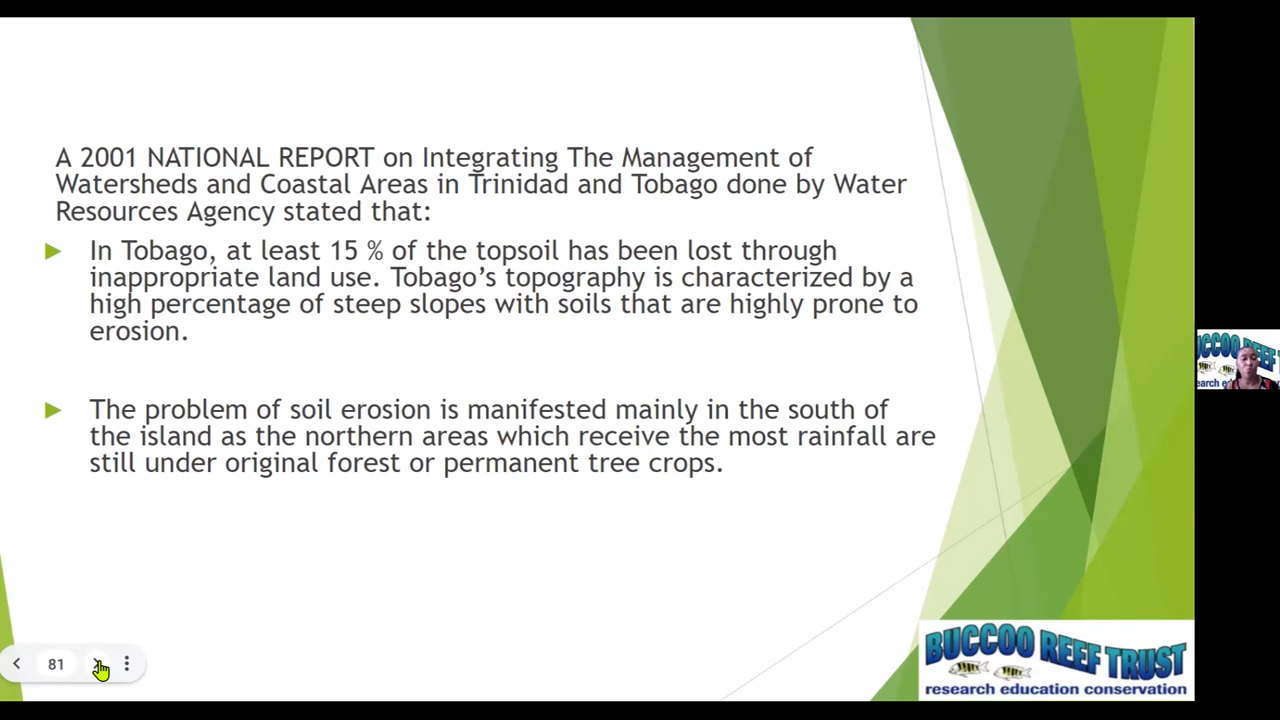 A 2001 NATIONAL REPORT on Integrating The Management of
Watersheds and Coastal Areas in Trinidad and Tobago done by Water
Resources Agency stated that:
In Tobago, at least 15 % of the topsoil has been lost through
inappropriate land use. Tobago’s topography is characterized by a
high percentage of steep slopes with soils that are highly prone to
erosion.
The problem of soil erosion is manifested mainly in the south of
the island as the northern areas which receive the most rainfall are
still under original forest or permanent tree crops.
81
BUCCOO REEF TRUST
research education conservation